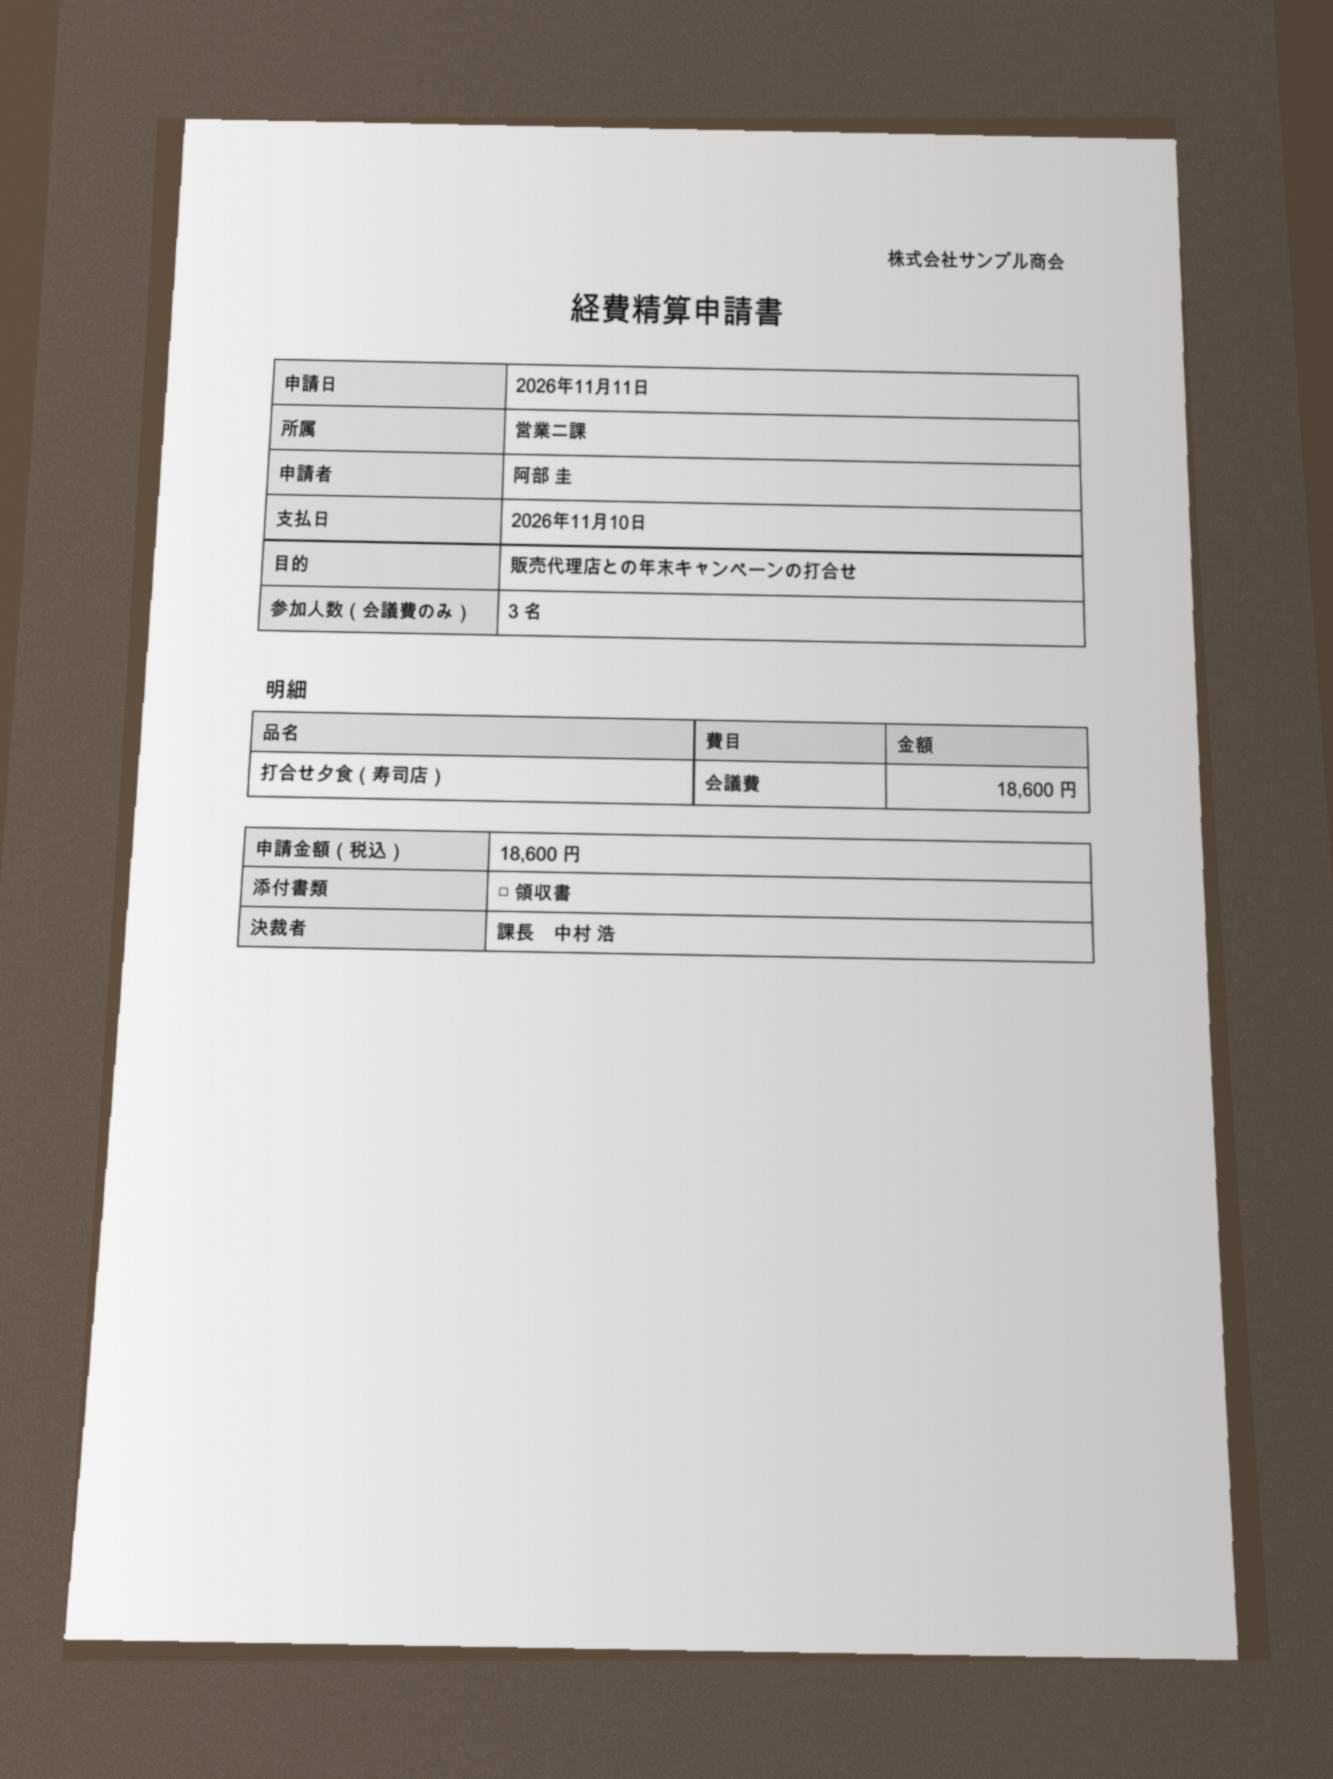 株式会社サンプル商会
経費精算申請書
申請日 2026年11月11日
所属 営業二課
申請者 阿部 圭
支払日 2026年11月10日
目的 販売代理店との年末キャンペーンの打合せ
参加人数（会議費のみ） 3 名
明細
品名 費目 金額
打合せ夕食（寿司店） 会議費 18,600 円
申請金額（税込） 18,600 円
添付書類 □ 領収書
決裁者 課長　中村 浩